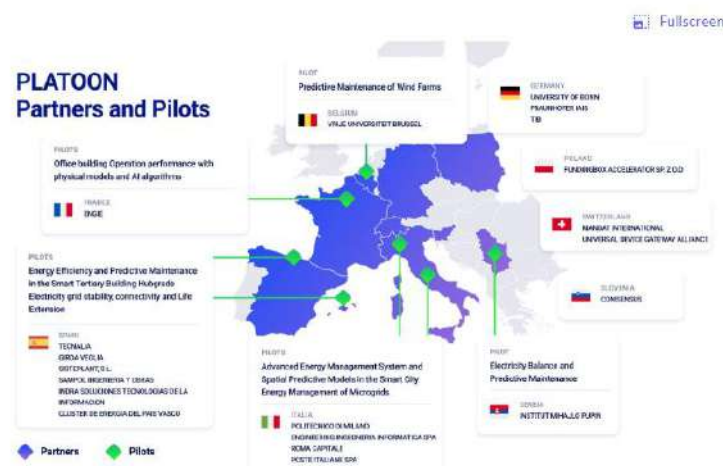 Fullscreen
PLATOON
Partners and Pilots
PILOT
Predictive Maintenance of Wind Farms
BELGIUM
VRIJE UNIVERSITEIT BRUSSEL
GERMANY
UNIVERSITY OF BONN
FRAUNHOFER IAIS
TIB
PILOTS
Office building Operation performance with
physical models and AI algorithms
FRANCE
ENGIE
POLAND
FUNDINGBOX ACCELERATOR SP. Z O.O
SWITZERLAND
MANDAT INTERNATIONAL
UNIVERSAL DEVICE GATEWAY ALLIANCE
PILOTS
Energy Efficiency and Predictive Maintenance
in the Smart Tertiary Building Hubgrade
Electricity grid stability, connectivity and Life
Extension
SPAIN
TECNALIA
GIROA VEOLIA
SISTEPLANT, S.L.
SAMPOL INGENIERIA Y OBRAS
INDRA SOLUCIONES TECNOLOGIAS DE LA
INFORMACION
CLUSTER DE ENERGIA DEL PAIS VASCO
SLOVENIA
COMSENSUS
PILOTS
Advanced Energy Management System and
Spatial Predictive Models in the Smart City
Energy Management of Microgrids
ITALIA
POLITECNICO DI MILANO
ENGINEERING INGEGNERIA INFORMATICA SPA
ROMA CAPITALE
POSTE ITALIANE SPA
PILOT
Electricity Balance and
Predictive Maintenance
SERBIA
INSTITUT MIHAJLO PUPIN
Partners
Pilots